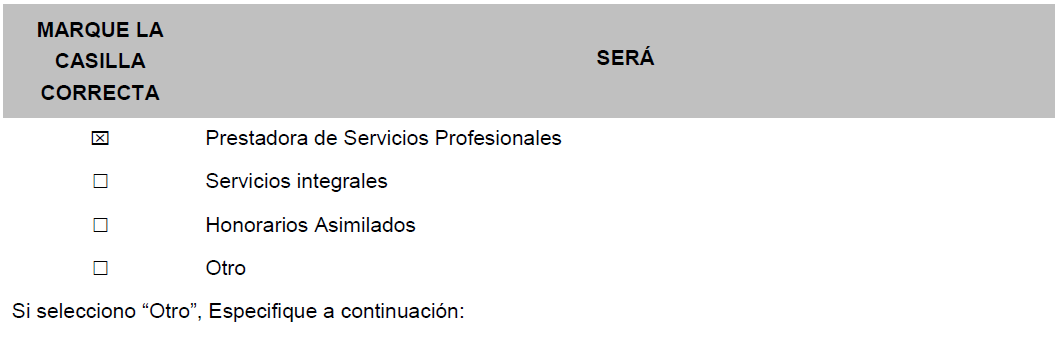 MARQUE LA
CASILLA
CORRECTA
SERÁ
☒ Prestadora de Servicios Profesionales
☐ Servicios integrales
☐ Honorarios Asimilados
☐ Otro
Si selecciono “Otro”, Especifique a continuación: